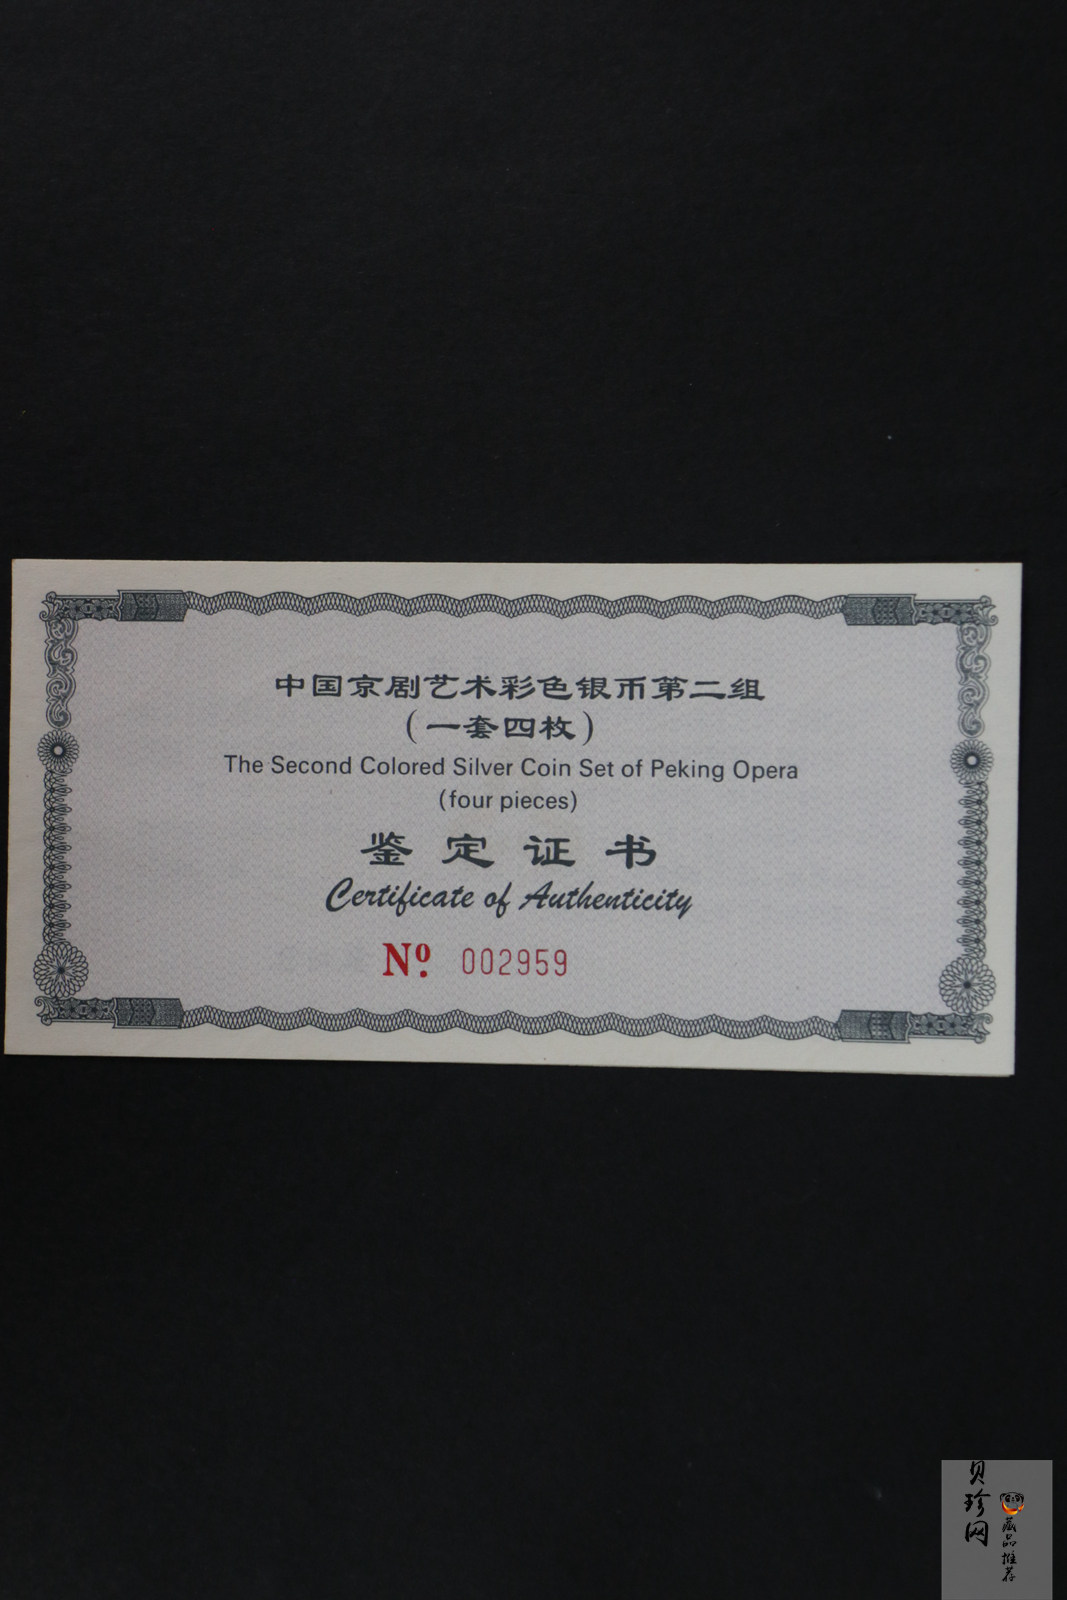 中国京剧艺术彩色银币第二组
(一套四枚)
The Second Colored Silver Coin Set of Peking Opera
(four pieces)
鉴定证书
Certificate of Authenticity
Nº. 002959
贝珍网
藏品推荐